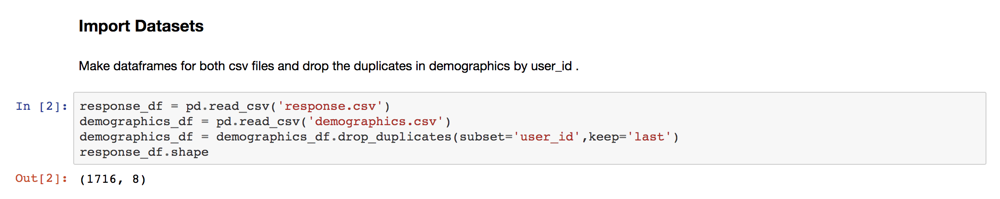 Import Datasets
Make dataframes for both csv files and drop the duplicates in demographics by user_id .
In [2]: response_df = pd.read_csv('response.csv')
demographics_df = pd.read_csv('demographics.csv')
demographics_df = demographics_df.drop_duplicates(subset='user_id',keep='last')
response_df.shape
Out[2]: (1716, 8)